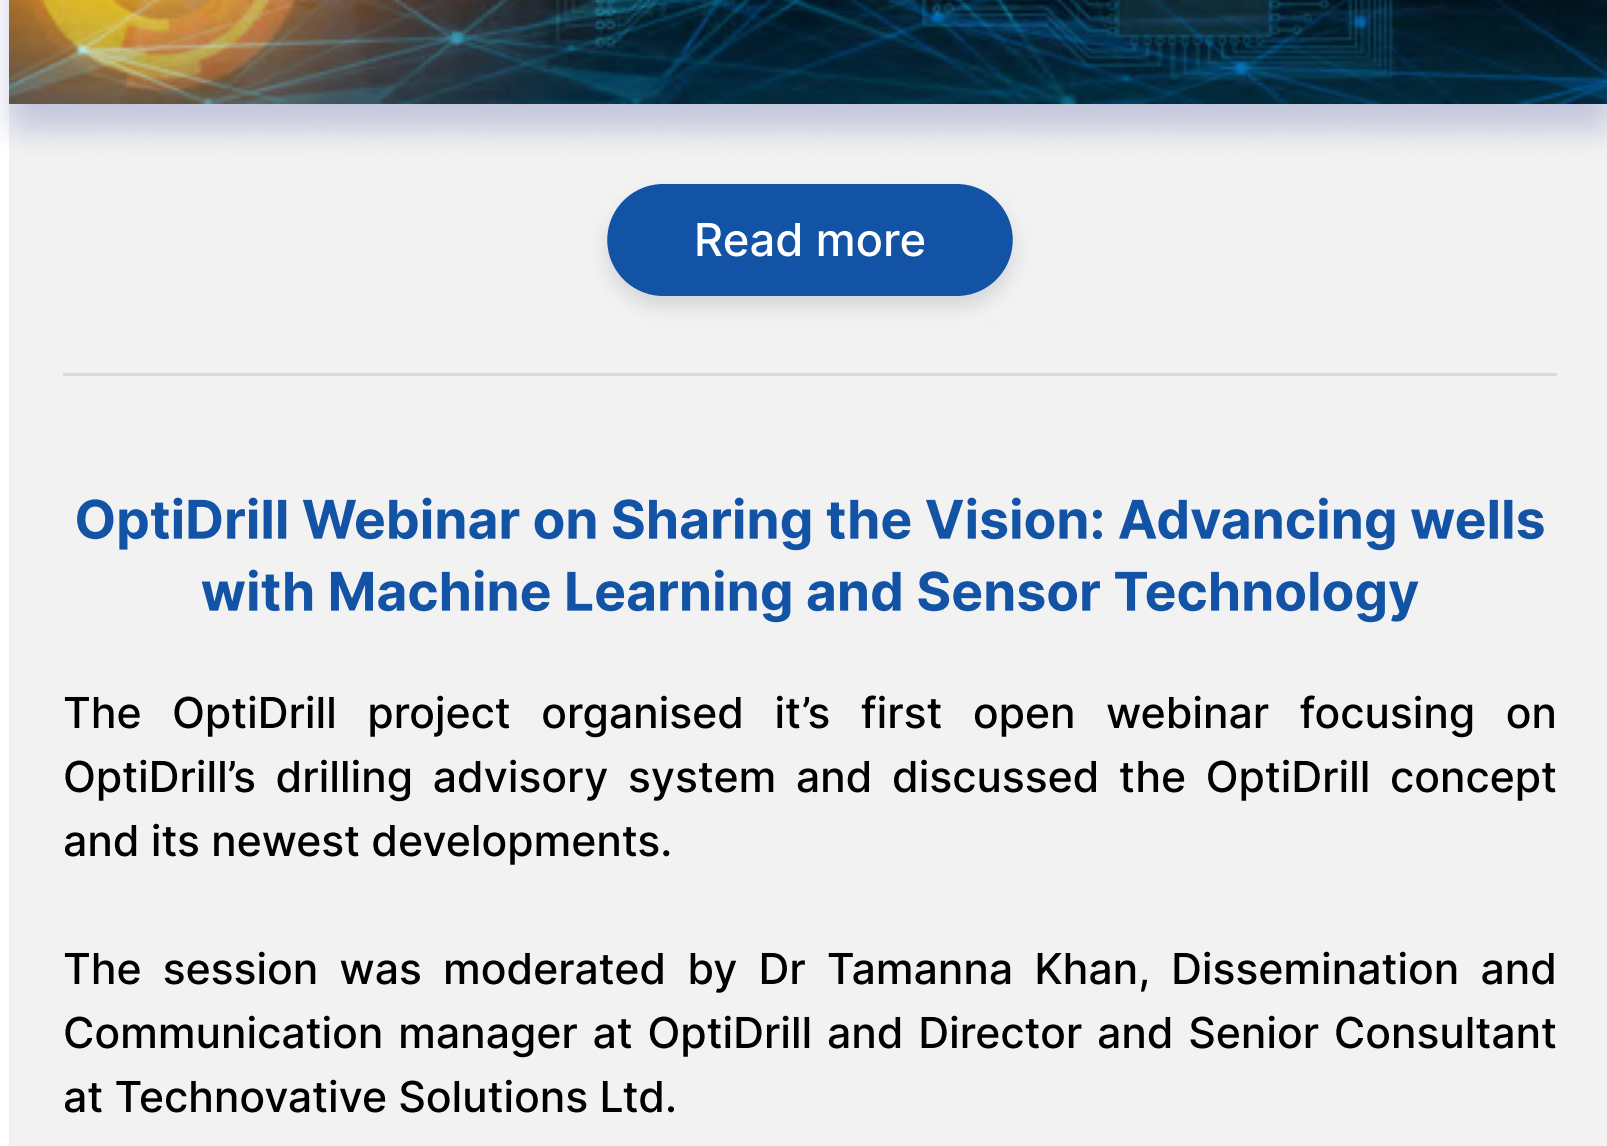 Read more
OptiDrill Webinar on Sharing the Vision: Advancing wells
with Machine Learning and Sensor Technology
The OptiDrill project organised it’s first open webinar focusing on
OptiDrill’s drilling advisory system and discussed the OptiDrill concept
and its newest developments.
The session was moderated by Dr Tamanna Khan, Dissemination and
Communication manager at OptiDrill and Director and Senior Consultant
at Technovative Solutions Ltd.